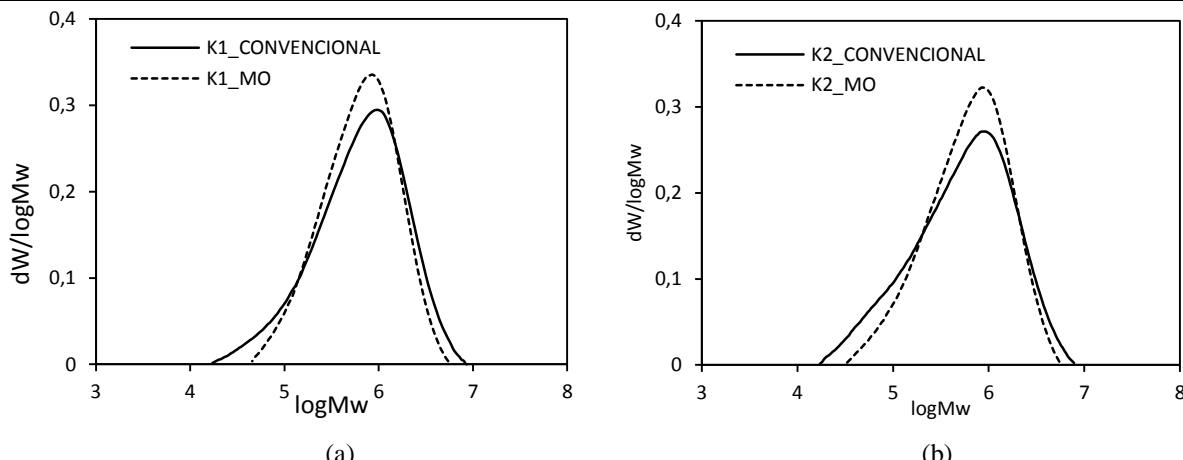 0,4
0,3
0,2
0,1
0
dW/logMw
K1_CONVENCIONAL
K1_MO
3 4 5 6 7 8
logMw
(a)
0,4
0,3
0,2
0,1
0
dW/logMw
K2_CONVENCIONAL
K2_MO
3 4 5 6 7 8
logMw
(b)